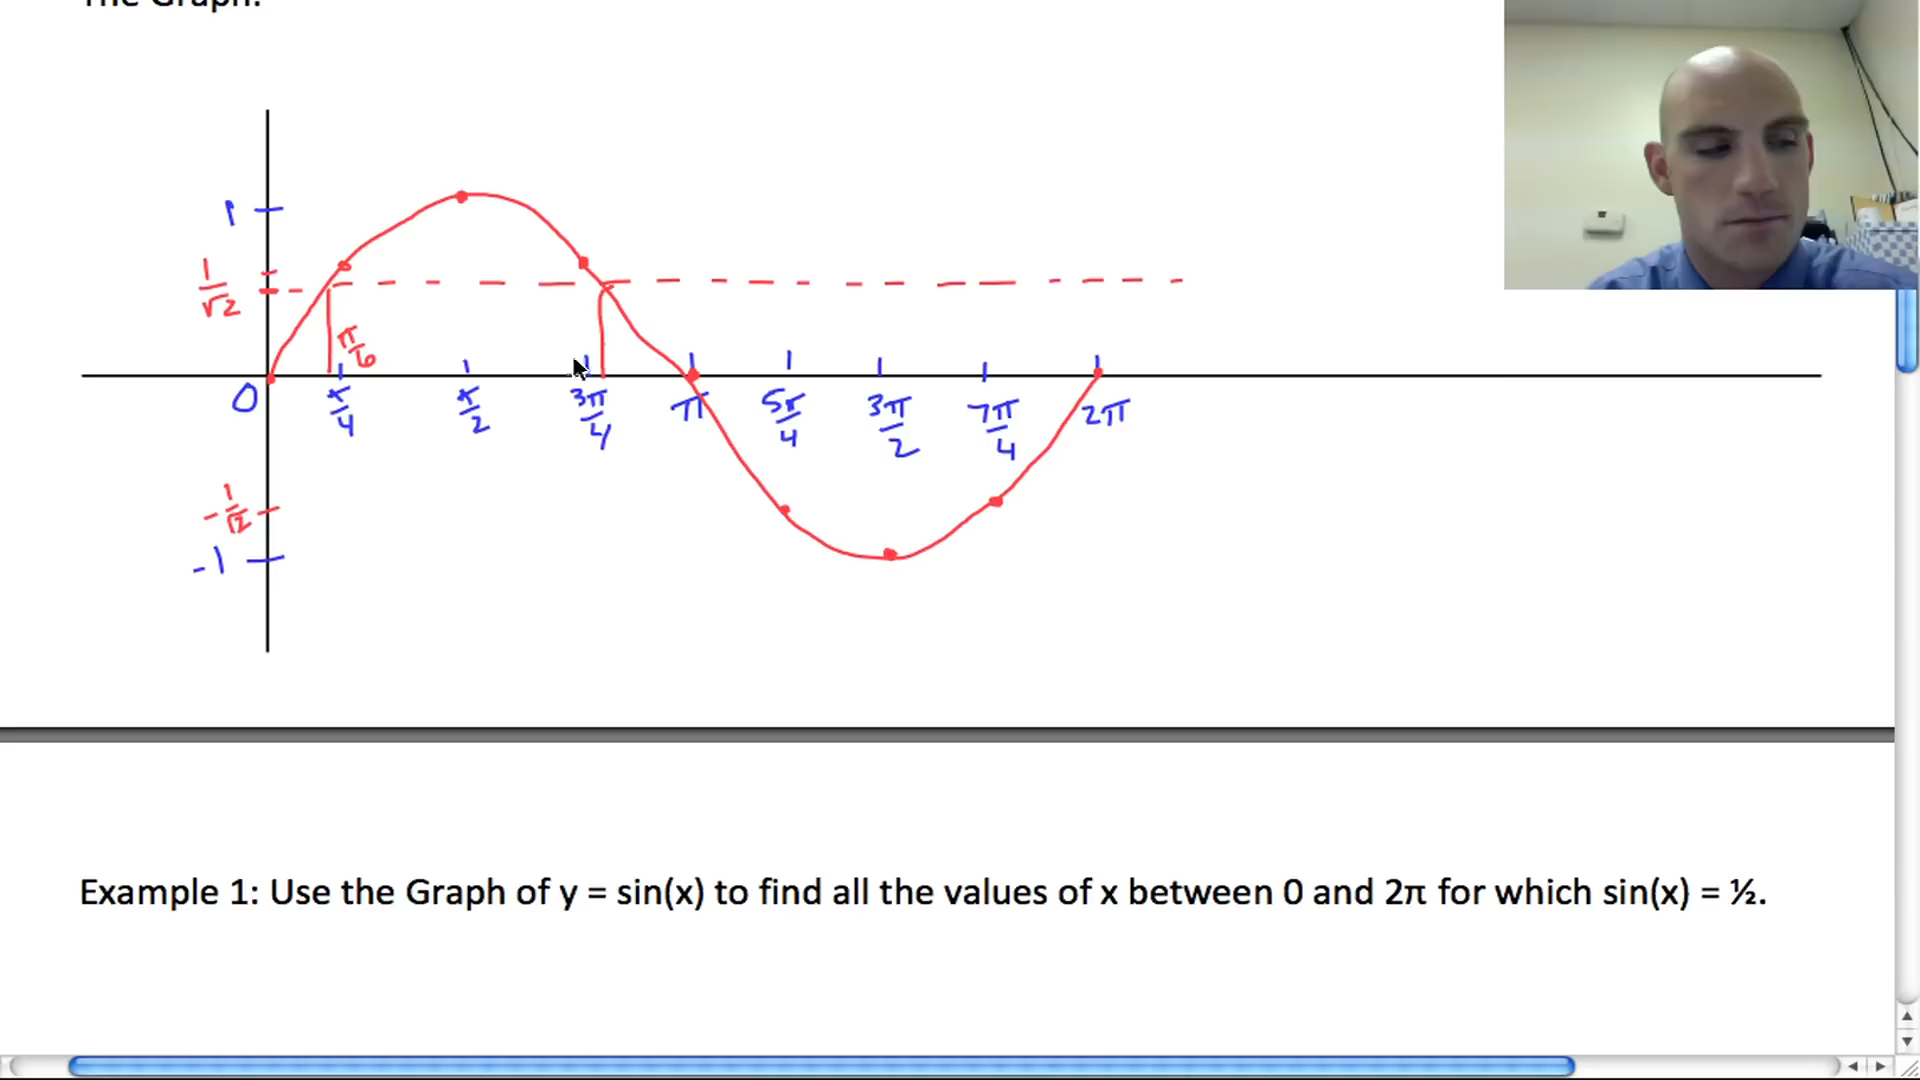 The Graph:
1
1/√2
π/6
0
π/4
π/2
3π/4
π
5π/4
3π/2
7π/4
2π
-1/√2
-1
Example 1: Use the Graph of y = sin(x) to find all the values of x between 0 and 2π for which sin(x) = ½.